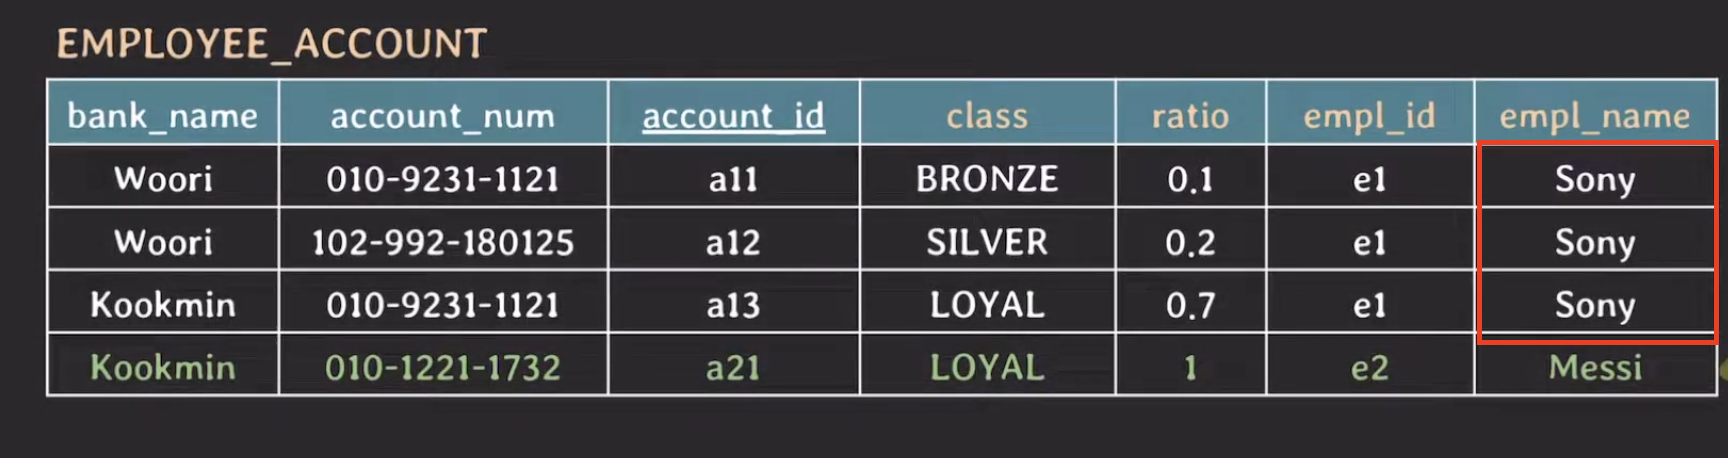 EMPLOYEE_ACCOUNT
bank_name account_num account_id class ratio empl_id empl_name
Woori 010-9231-1121 a11 BRONZE 0.1 e1 Sony
Woori 102-992-180125 a12 SILVER 0.2 e1 Sony
Kookmin 010-9231-1121 a13 LOYAL 0.7 e1 Sony
Kookmin 010-1221-1732 a21 LOYAL 1 e2 Messi